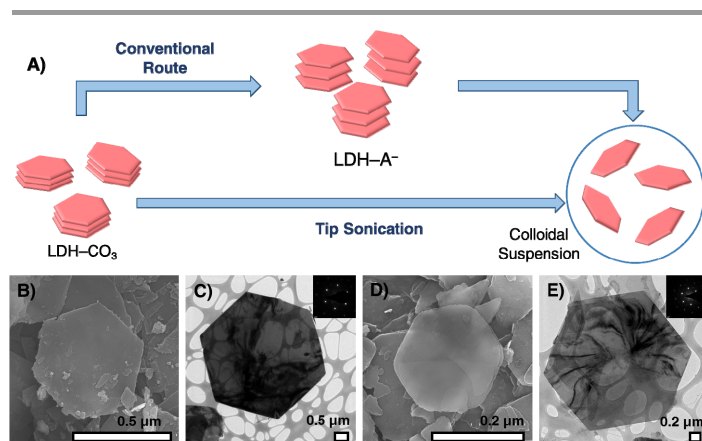 A)
Conventional
Route
LDH–A⁻
LDH–CO₃
Tip Sonication
Colloidal
Suspension
B)
0.5 µm
C)
0.5 µm
D)
0.2 µm
E)
0.2 µm